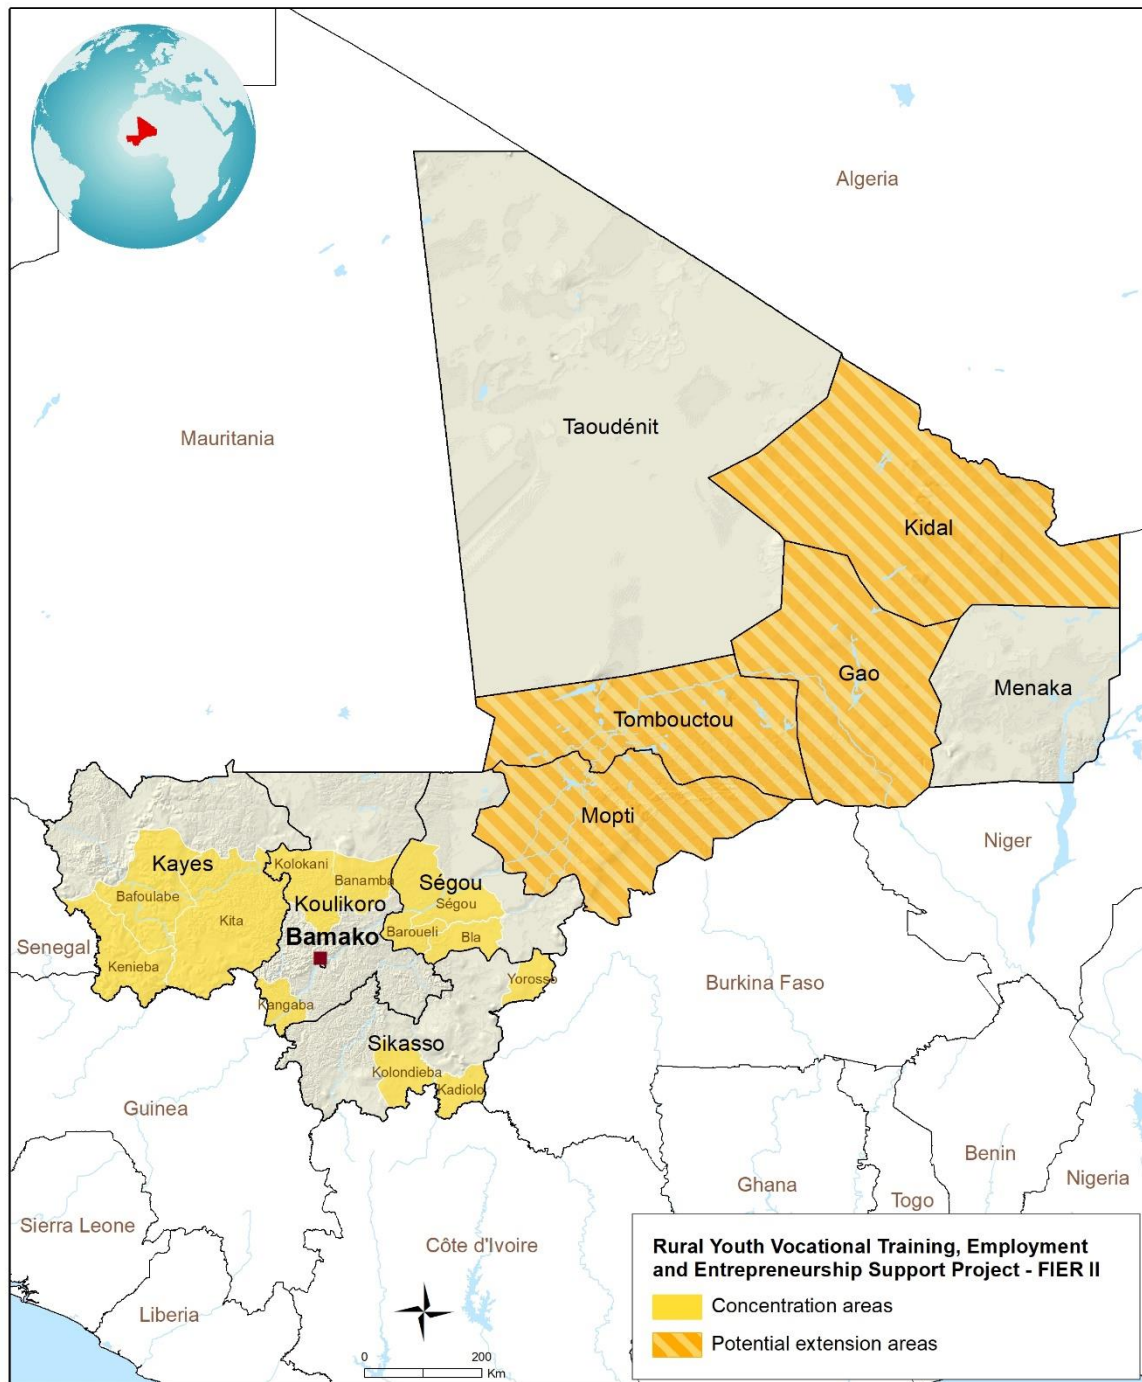 Algeria
Mauritania
Taoudénit
Kidal
Gao
Menaka
Tombouctou
Mopti
Niger
Kayes
Kolokani
Banamba
Ségou
Ségou
Bafoulabe
Kita
Koulikoro
Baroueli
Bla
Bamako
Senegal
Kenieba
Yorosso
Burkina Faso
Kangaba
Sikasso
Kolondieba
Kadiolo
Guinea
Benin
Nigeria
Ghana
Togo
Sierra Leone
Côte d'Ivoire
Liberia
Rural Youth Vocational Training, Employment
and Entrepreneurship Support Project - FIER II
Concentration areas
Potential extension areas
0 200
Km